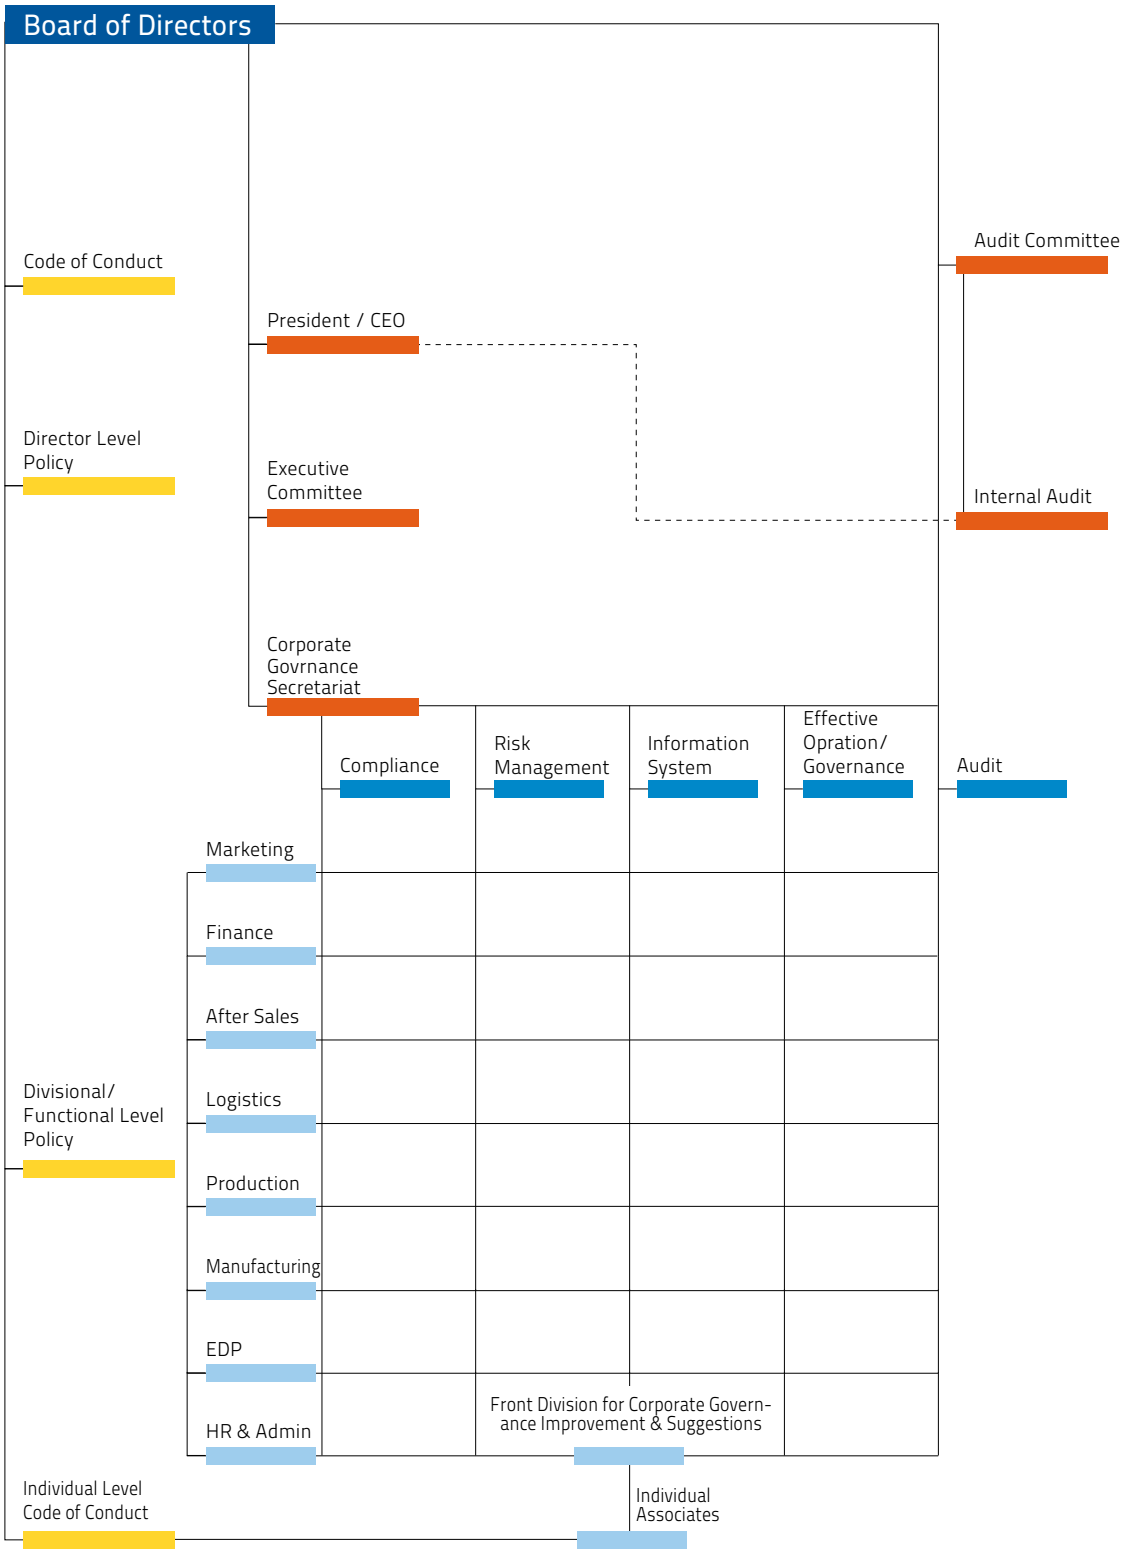 Board of Directors
Code of Conduct
Audit Committee
President / CEO
Director Level
Policy
Executive
Committee
Internal Audit
Corporate
Govrnance
Secretariat
Compliance
Risk
Management
Information
System
Effective
Opration/
Governance
Audit
Marketing
Finance
After Sales
Logistics
Divisional/
Functional Level
Policy
Production
Manufacturing
EDP
HR & Admin
Front Division for Corporate Govern-
ance Improvement & Suggestions
Individual Level
Code of Conduct
Individual
Associates